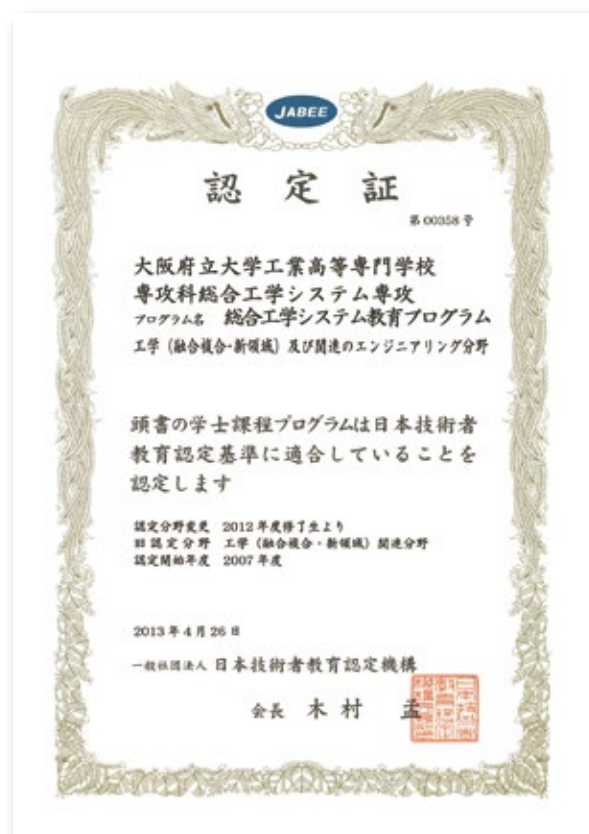 JABEE
認定証
第00358号
大阪府立大学工業高等専門学校
専攻科総合工学システム専攻
プログラム名 総合工学システム教育プログラム
工学(融合複合・新領域)及び関連のエンジニアリング分野
頭書の学士課程プログラムは日本技術者
教育認定基準に適合していることを
認定します
認定分野変更 2012年度修了生より
旧認定分野 工学(融合複合・新領域)関連分野
認定開始年度 2007年度
2013年4月26日
一般社団法人 日本技術者教育認定機構
会長 木村 孟